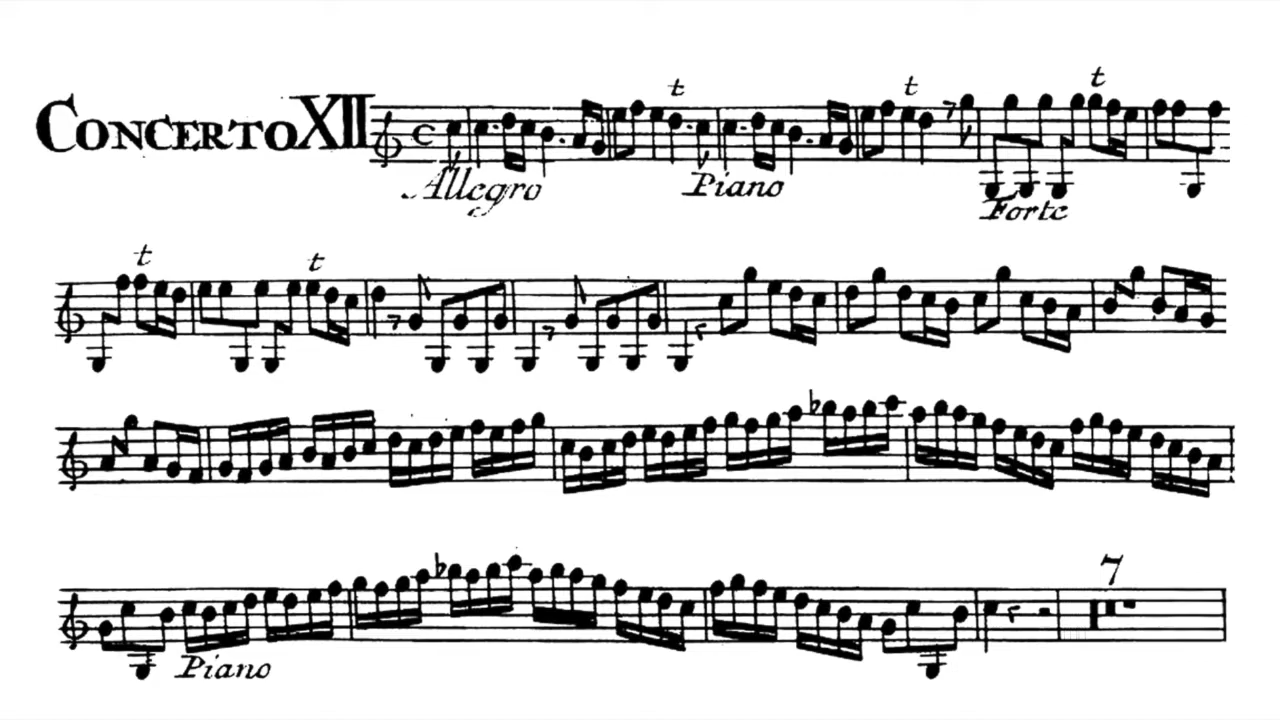 CONCERTO XII
t t t
Allegro Piano Forte
t t
Piano
7